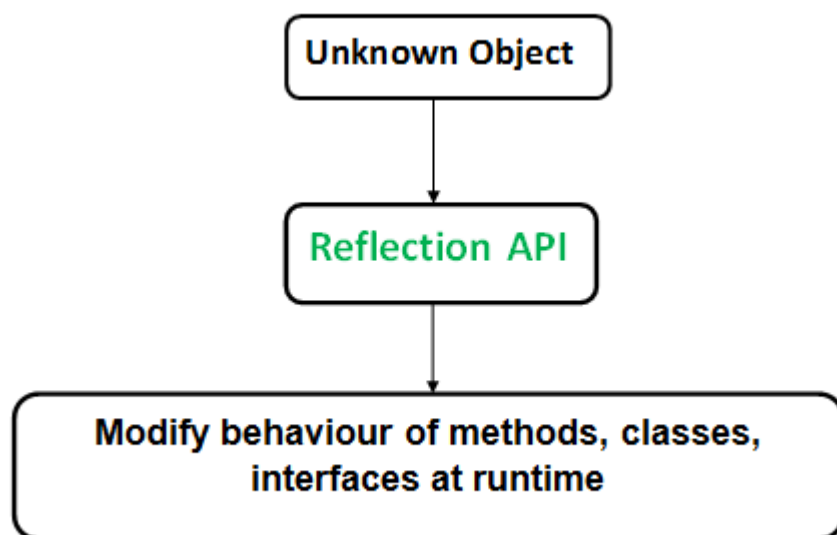 Unknown Object
Reflection API
Modify behaviour of methods, classes,
interfaces at runtime